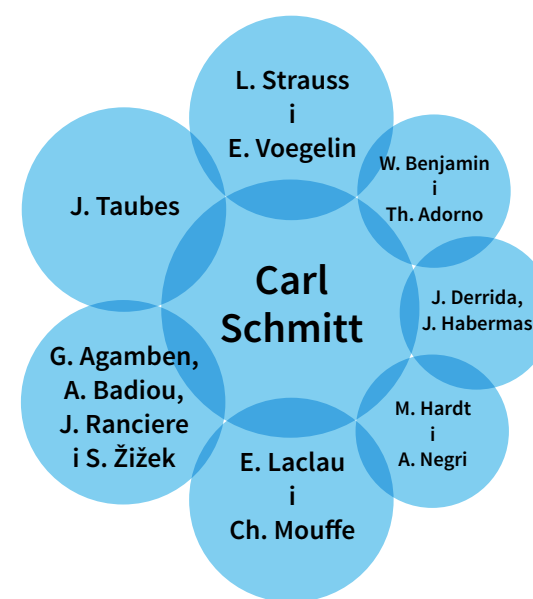 L. Strauss
i
E. Voegelin
W. Benjamin
i
Th. Adorno
J. Taubes
Carl
Schmitt
J. Derrida,
J. Habermas
G. Agamben,
A. Badiou,
J. Ranciere
i S. Žižek
M. Hardt
i
A. Negri
E. Laclau
i
Ch. Mouffe